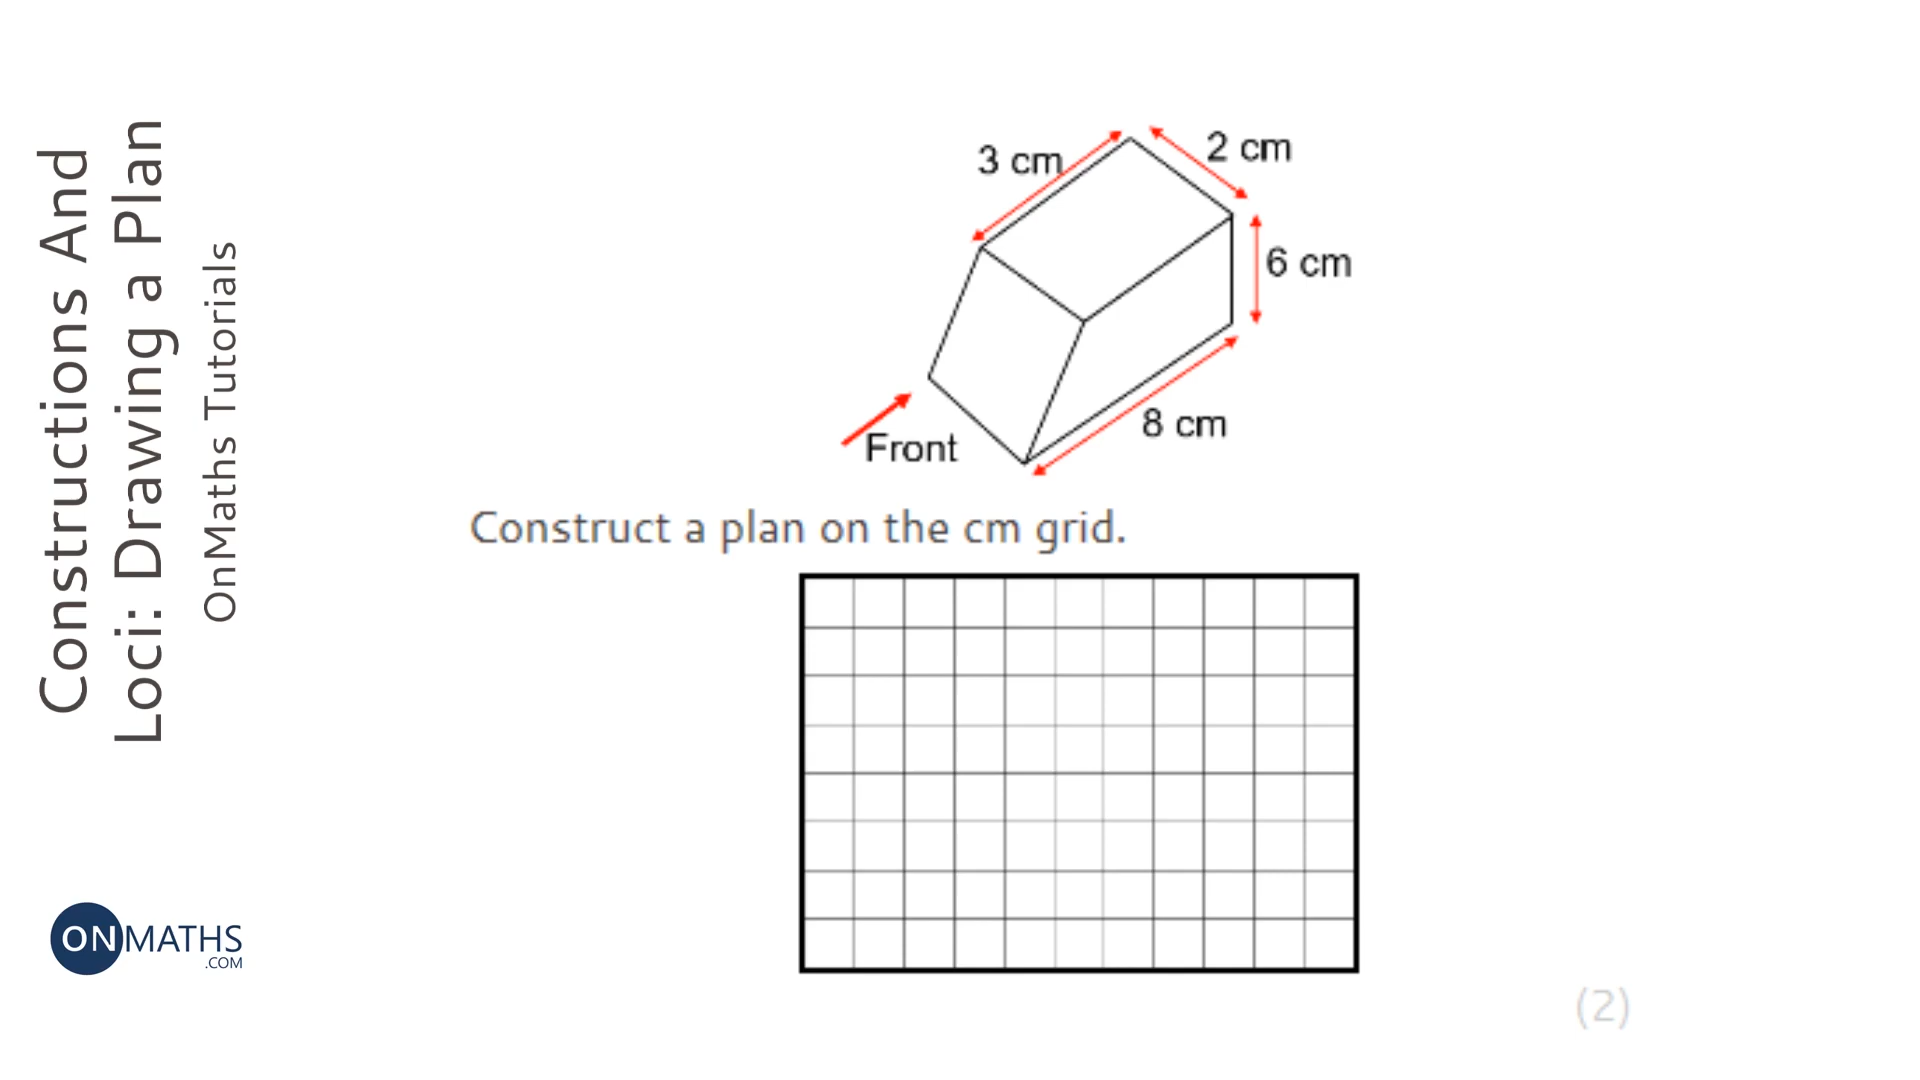 Constructions And
Loci: Drawing a Plan
OnMaths Tutorials
3 cm
2 cm
6 cm
8 cm
Front
Construct a plan on the cm grid.
(2)
ONMATHS
.COM